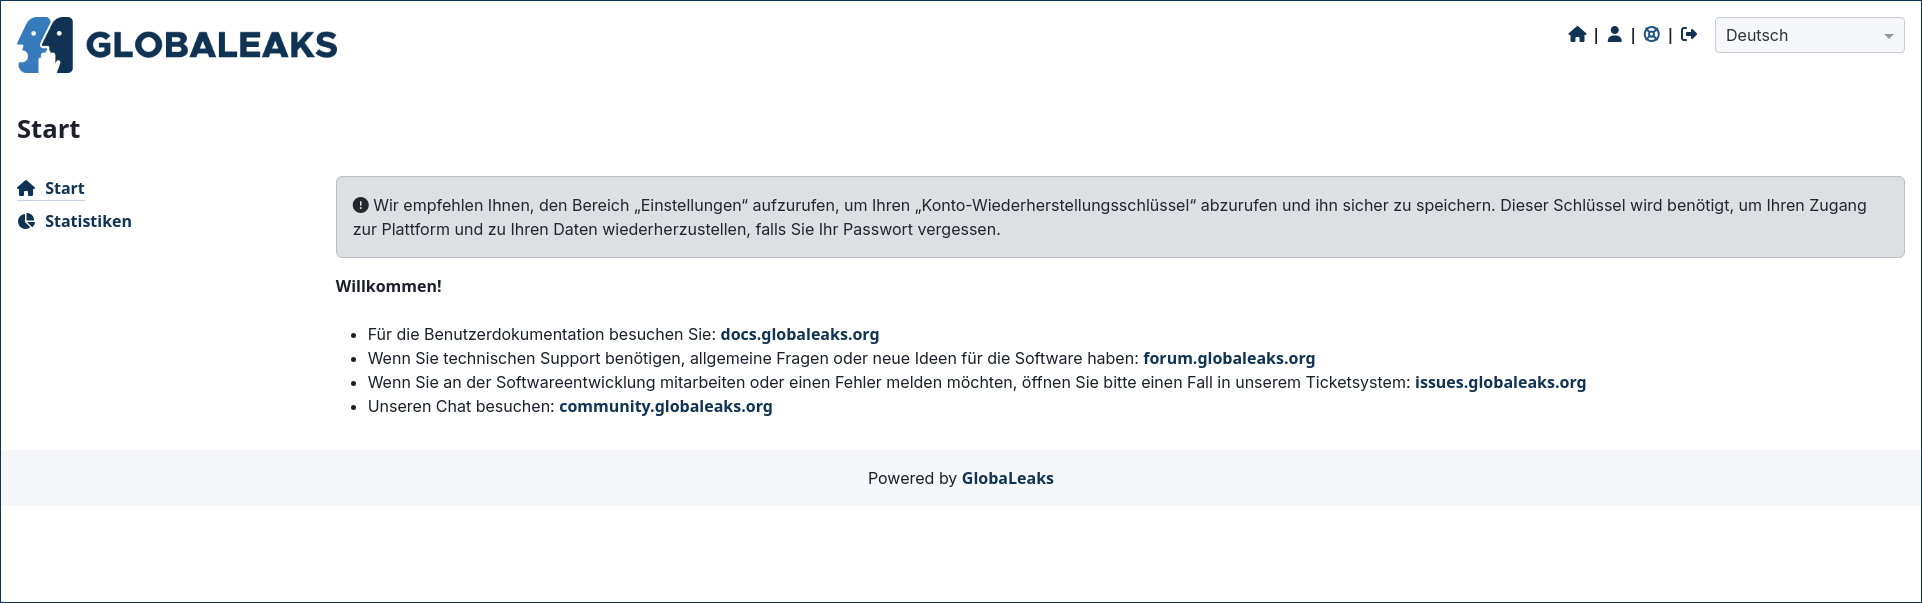 GLOBALEAKS
| | |
Deutsch
Start
Start
Statistiken
Wir empfehlen Ihnen, den Bereich „Einstellungen“ aufzurufen, um Ihren „Konto-Wiederherstellungsschlüssel“ abzurufen und ihn sicher zu speichern. Dieser Schlüssel wird benötigt, um Ihren Zugang
zur Plattform und zu Ihren Daten wiederherzustellen, falls Sie Ihr Passwort vergessen.
Willkommen!
• Für die Benutzerdokumentation besuchen Sie: docs.globaleaks.org
• Wenn Sie technischen Support benötigen, allgemeine Fragen oder neue Ideen für die Software haben: forum.globaleaks.org
• Wenn Sie an der Softwareentwicklung mitarbeiten oder einen Fehler melden möchten, öffnen Sie bitte einen Fall in unserem Ticketsystem: issues.globaleaks.org
• Unseren Chat besuchen: community.globaleaks.org
Powered by GlobaLeaks